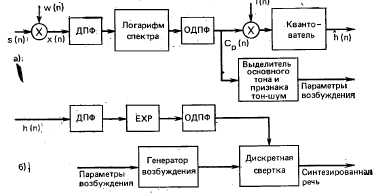 w (n)
l(n)
s (n)
x (n)
ДПФ
Логарифм
спектра
ОДПФ
Cp(n)
Кванто-
ватель
h (n)
а)
Выделитель
основного
тона и
признака
тон-шум
Параметры
возбуждения
h (n)
ДПФ
EXP
ОДПФ
б)
Параметры
возбуждения
Генератор
возбуждения
Дискретная
свертка
Синтезированная
речь